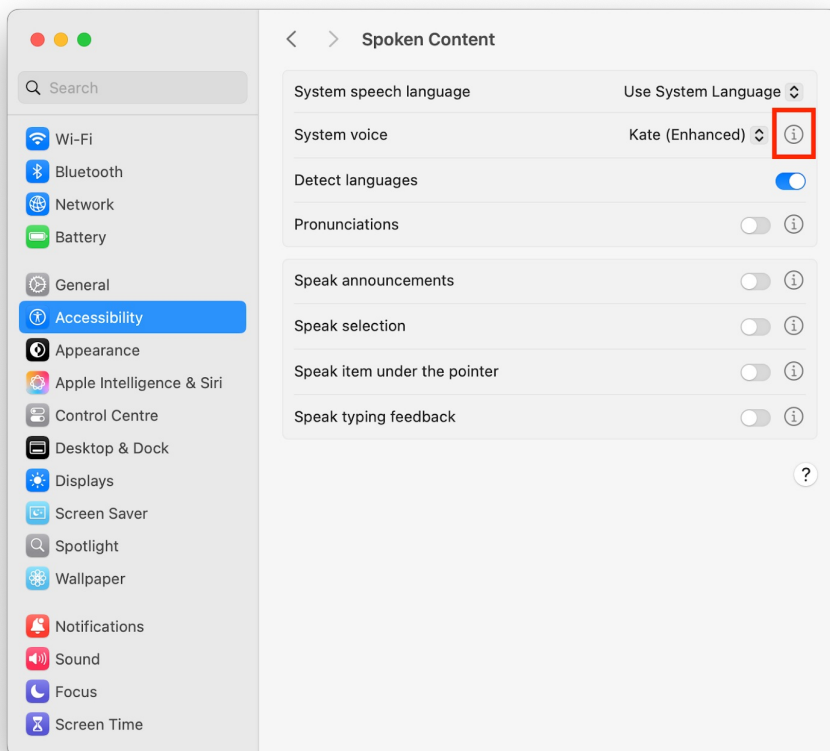 Spoken Content
Search
Wi-Fi
Bluetooth
Network
Battery
General
Accessibility
Appearance
Apple Intelligence & Siri
Control Centre
Desktop & Dock
Displays
Screen Saver
Spotlight
Wallpaper
Notifications
Sound
Focus
Screen Time
System speech language Use System Language
System voice Kate (Enhanced)
Detect languages
Pronunciations
Speak announcements
Speak selection
Speak item under the pointer
Speak typing feedback
?